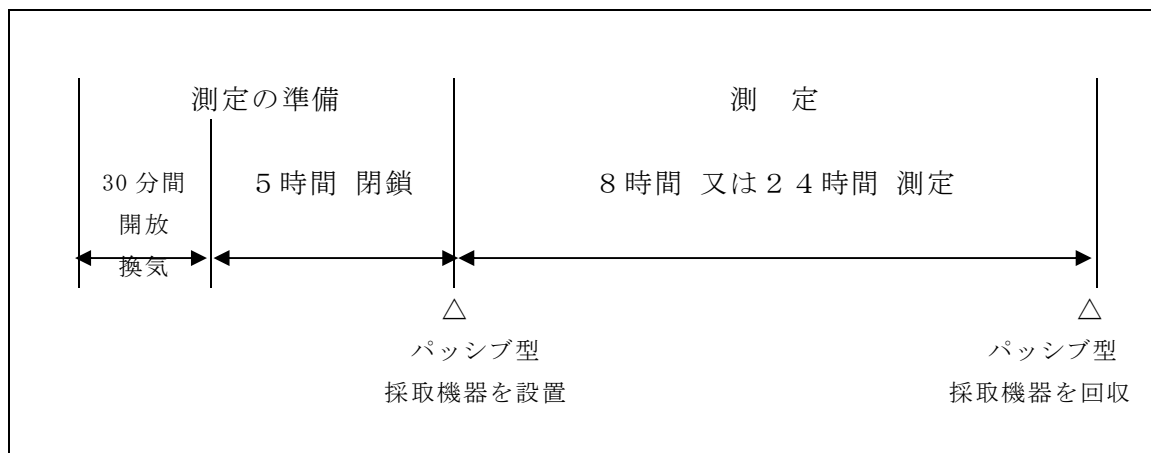 測定の準備
測　定
30分間
開放
換気
５時間 閉鎖
８時間 又は２４時間 測定
△
パッシブ型
採取機器を設置
△
パッシブ型
採取機器を回収